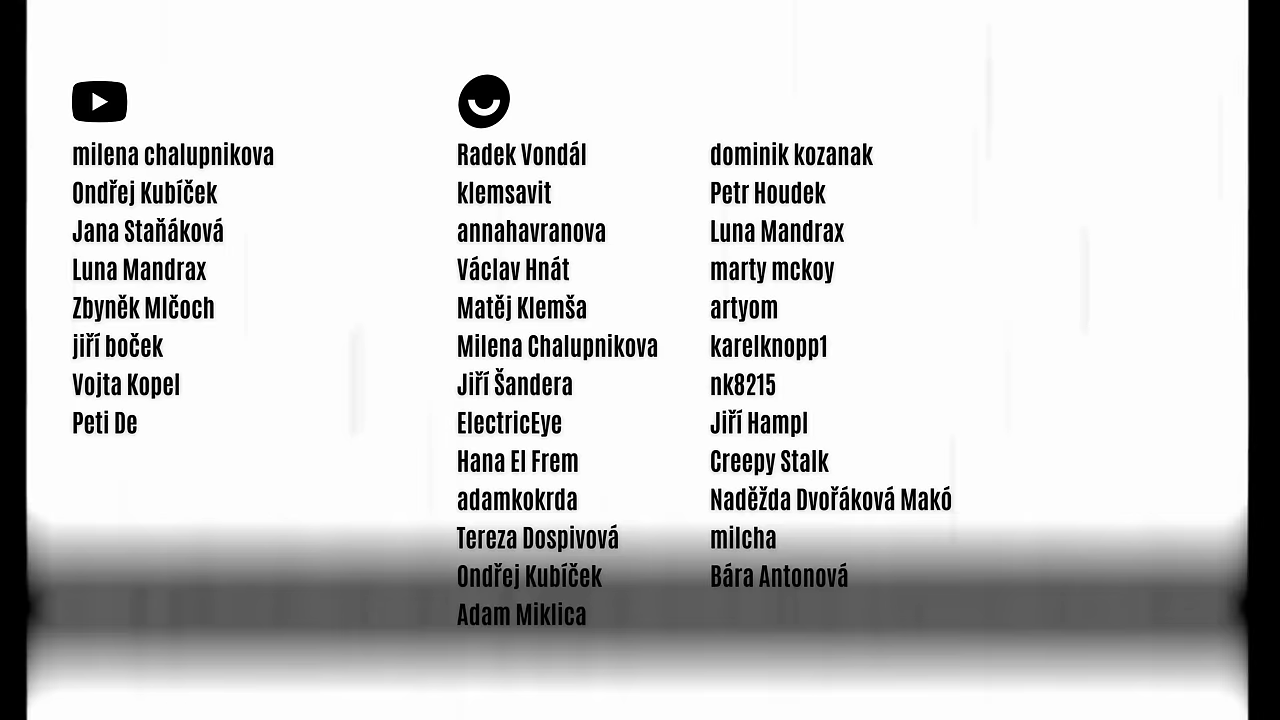 milena chalupnikova
Ondřej Kubíček
Jana Staňáková
Luna Mandrax
Zbyněk Mlčoch
jiří boček
Vojta Kopel
Peti De
Radek Vondál
klemsavit
annahavranova
Václav Hnát
Matěj Klemša
Milena Chalupnikova
Jiří Šandera
ElectricEye
Hana El Frem
adamkokrda
Tereza Dospivová
Ondřej Kubíček
Adam Miklica
dominik kozanak
Petr Houdek
Luna Mandrax
marty mckoy
artyom
karelknopp1
nk8215
Jiří Hampl
Creepy Stalk
Naděžda Dvořáková Makó
milcha
Bára Antonová